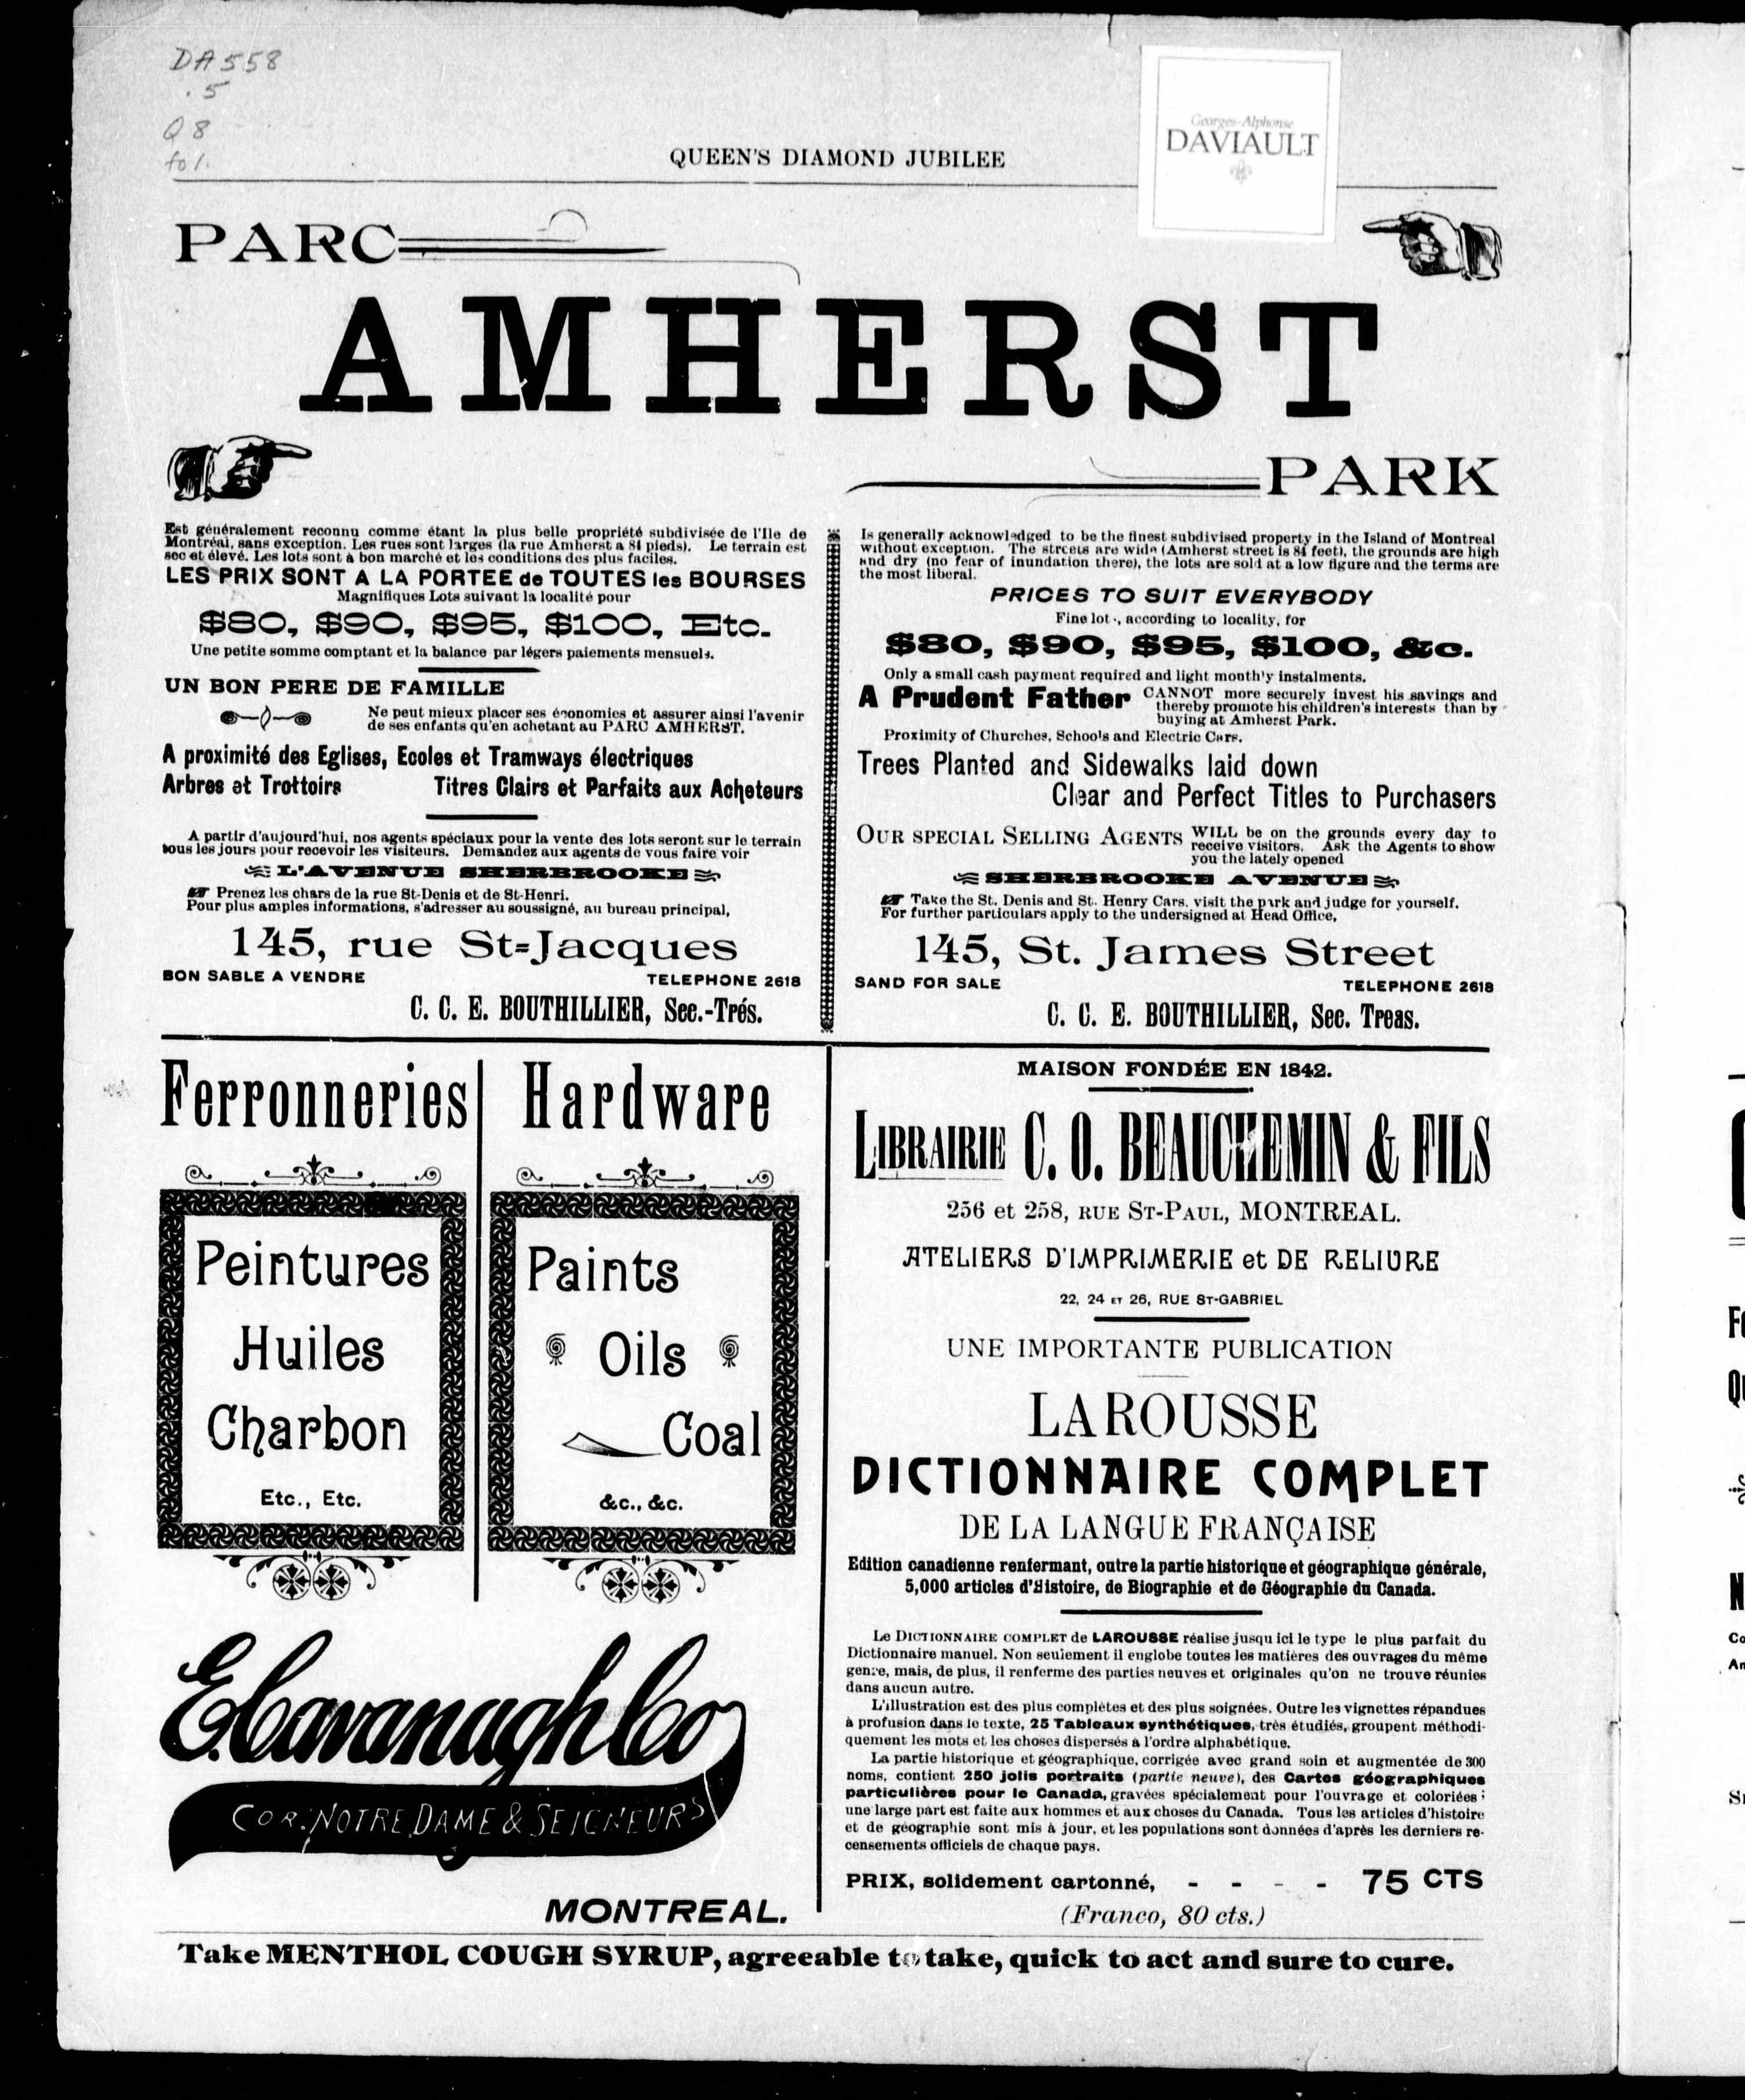 DA 558
.5
Q8
fol.
Georges-Alphonse
DAVIAULT
QUEEN'S DIAMOND JUBILEE
PARC
AMHERST
PARK
Est généralement reconnu comme étant la plus belle propriété subdivisée de l'Ile de
Montréal, sans exception. Les rues sont larges (la rue Amherst a 84 pieds). Le terrain est
sec et élevé. Les lots sont à bon marché et les conditions des plus faciles.
LES PRIX SONT A LA PORTEE de TOUTES les BOURSES
Magnifiques Lots suivant la localité pour
$80, $90, $95, $100, Etc.
Une petite somme comptant et la balance par légers paiements mensuels.
UN BON PERE DE FAMILLE
Ne peut mieux placer ses économies et assurer ainsi l'avenir
de ses enfants qu'en achetant au PARC AMHERST.
A proximité des Eglises, Ecoles et Tramways électriques
Arbres et Trottoirs Titres Clairs et Parfaits aux Acheteurs
A partir d'aujourd'hui, nos agents spéciaux pour la vente des lots seront sur le terrain
tous les jours pour recevoir les visiteurs. Demandez aux agents de vous faire voir
L'AVENUE SHERBROOKE
Prenez les chars de la rue St-Denis et de St-Henri.
Pour plus amples informations, s'adresser au soussigné, au bureau principal,
145, rue St-Jacques
BON SABLE A VENDRE TELEPHONE 2618
C. C. E. BOUTHILLIER, Sec.-Trés.
Is generally acknowledged to be the finest subdivised property in the Island of Montreal
without exception. The streets are wide (Amherst street is 84 feet), the grounds are high
and dry (no fear of inundation there), the lots are sold at a low figure and the terms are
the most liberal.
PRICES TO SUIT EVERYBODY
Fine lot , according to locality, for
$80, $90, $95, $100, &c.
Only a small cash payment required and light monthly instalments.
A Prudent Father CANNOT more securely invest his savings and
thereby promote his children's interests than by
buying at Amherst Park.
Proximity of Churches, Schools and Electric Cars.
Trees Planted and Sidewalks laid down
Clear and Perfect Titles to Purchasers
OUR SPECIAL SELLING AGENTS WILL be on the grounds every day to
receive visitors. Ask the Agents to show
you the lately opened
SHERBROOKE AVENUE
Take the St. Denis and St. Henry Cars, visit the park and judge for yourself.
For further particulars apply to the undersigned at Head Office,
145, St. James Street
SAND FOR SALE TELEPHONE 2618
C. C. E. BOUTHILLIER, Sec. Treas.
Ferronneries
Peintures
Huiles
Charbon
Etc., Etc.
Hardware
Paints
Oils
Coal
&c., &c.
E. Cavanagh Co
COR. NOTRE DAME & SEIGNEURS
MONTREAL.
MAISON FONDÉE EN 1842.
LIBRAIRIE C. O. BEAUCHEMIN & FILS
256 et 258, RUE ST-PAUL, MONTREAL.
ATELIERS D'IMPRIMERIE et DE RELIURE
22, 24 ET 26, RUE ST-GABRIEL
UNE IMPORTANTE PUBLICATION
LAROUSSE
DICTIONNAIRE COMPLET
DE LA LANGUE FRANÇAISE
Edition canadienne renfermant, outre la partie historique et géographique générale,
5,000 articles d'Histoire, de Biographie et de Géographie du Canada.
Le DICTIONNAIRE COMPLET de LAROUSSE réalise jusqu'ici le type le plus parfait du
Dictionnaire manuel. Non seulement il englobe toutes les matières des ouvrages du même
genre, mais, de plus, il renferme des parties neuves et originales qu'on ne trouve réunies
dans aucun autre.
L'illustration est des plus complètes et des plus soignées. Outre les vignettes répandues
à profusion dans le texte, 25 Tableaux synthétiques, très étudiés, groupent méthodi-
quement les mots et les choses dispersés à l'ordre alphabétique.
La partie historique et géographique, corrigée avec grand soin et augmentée de 300
noms, contient 250 jolis portraits (partie neuve), des Cartes géographiques
particulières pour le Canada, gravées spécialement pour l'ouvrage et coloriées ;
une large part est faite aux hommes et aux choses du Canada. Tous les articles d'histoire
et de géographie sont mis à jour, et les populations sont données d'après les derniers re-
censements officiels de chaque pays.
PRIX, solidement cartonné, - - - - 75 CTS
(Franco, 80 cts.)
Take MENTHOL COUGH SYRUP, agreeable to take, quick to act and sure to cure.